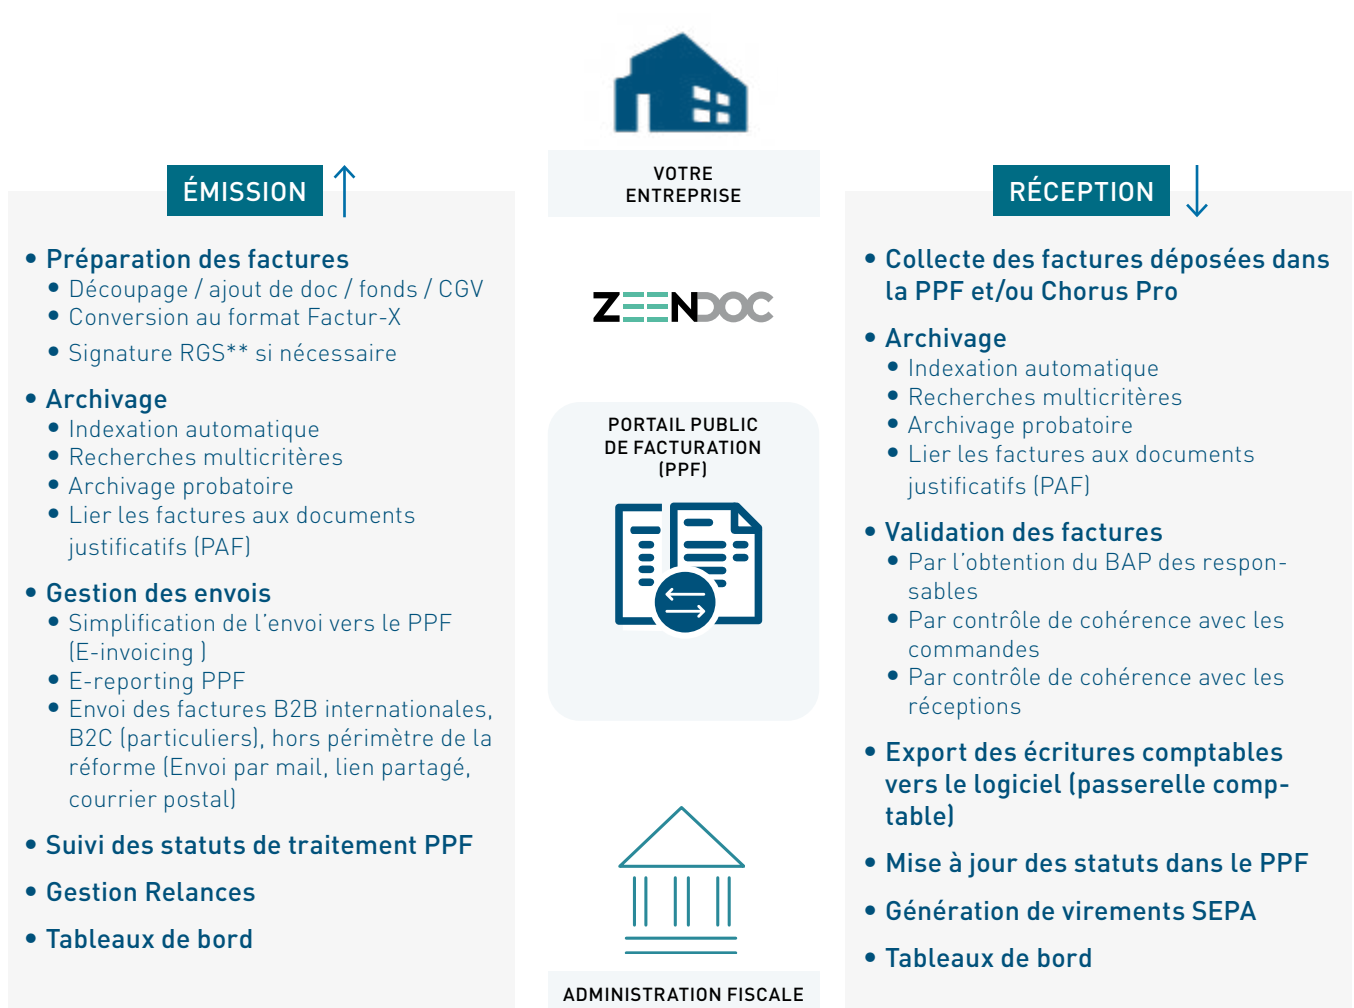 ÉMISSION
• Préparation des factures
• Découpage / ajout de doc / fonds / CGV
• Conversion au format Factur-X
• Signature RGS** si nécessaire
• Archivage
• Indexation automatique
• Recherches multicritères
• Archivage probatoire
• Lier les factures aux documents
justificatifs (PAF)
• Gestion des envois
• Simplification de l'envoi vers le PPF
(E-invoicing )
• E-reporting PPF
• Envoi des factures B2B internationales,
B2C (particuliers), hors périmètre de la
réforme (Envoi par mail, lien partagé,
courrier postal)
• Suivi des statuts de traitement PPF
• Gestion Relances
• Tableaux de bord
VOTRE
ENTREPRISE
ZEENDOC
PORTAIL PUBLIC
DE FACTURATION
(PPF)
ADMINISTRATION FISCALE
RÉCEPTION
• Collecte des factures déposées dans
la PPF et/ou Chorus Pro
• Archivage
• Indexation automatique
• Recherches multicritères
• Archivage probatoire
• Lier les factures aux documents
justificatifs (PAF)
• Validation des factures
• Par l'obtention du BAP des respon-
sables
• Par contrôle de cohérence avec les
commandes
• Par contrôle de cohérence avec les
réceptions
• Export des écritures comptables
vers le logiciel (passerelle comp-
table)
• Mise à jour des statuts dans le PPF
• Génération de virements SEPA
• Tableaux de bord